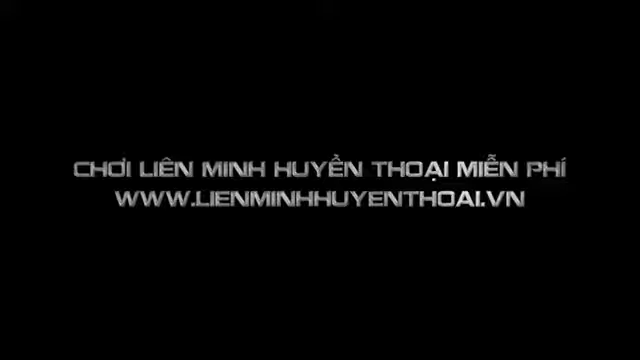 CHƠI LIÊN MINH HUYỀN THOẠI MIỄN PHÍ
WWW.LIENMINHHUYENTHOAI.VN